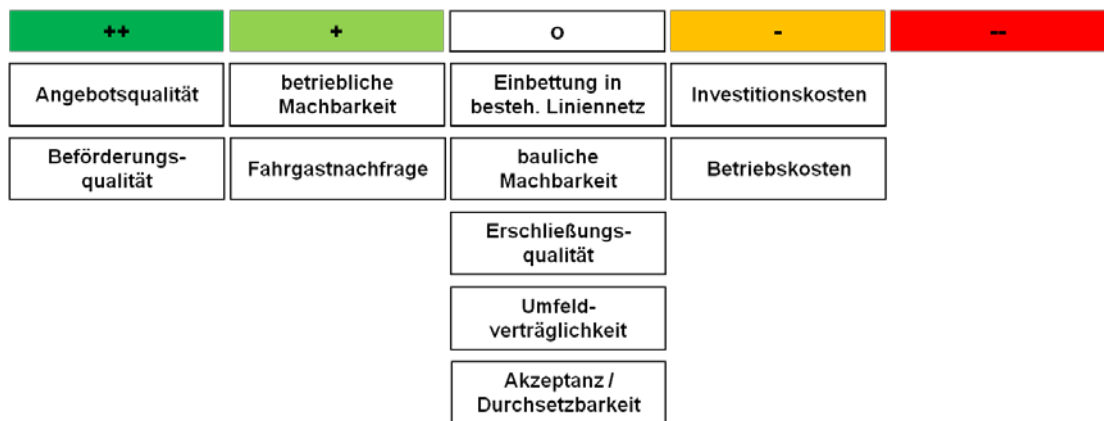 ++
+
o
-
--
Angebotsqualität
betriebliche
Machbarkeit
Einbettung in
besteh. Liniennetz
Investitionskosten
Beförderungs-
qualität
Fahrgastnachfrage
bauliche
Machbarkeit
Betriebskosten
Erschließungs-
qualität
Umfeld-
verträglichkeit
Akzeptanz /
Durchsetzbarkeit